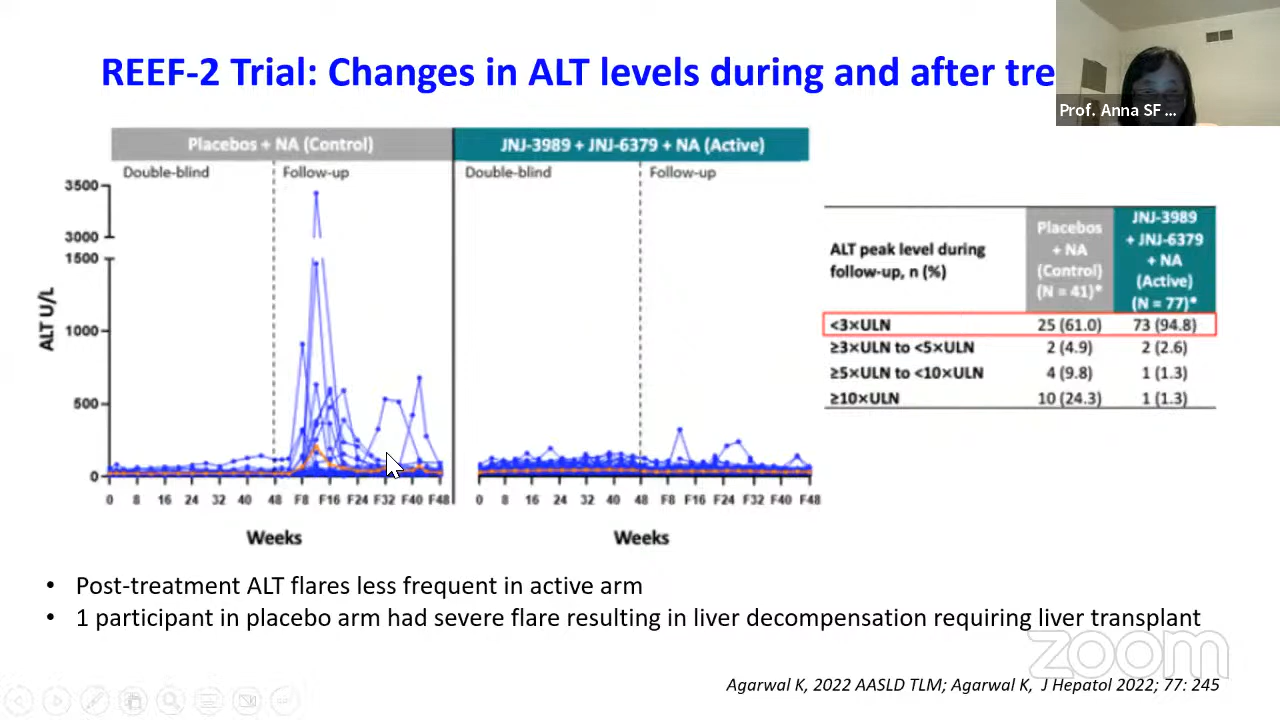 REEF-2 Trial: Changes in ALT levels during and after tre
Prof. Anna SF ...
Placebos + NA (Control)
JNJ-3989 + JNJ-6379 + NA (Active)
Double-blind
Follow-up
Double-blind
Follow-up
3500
3000
1500
1000
500
0
ALT U/L
0 8 16 24 32 40 48 F8 F16 F24 F32 F40 F48
0 8 16 24 32 40 48 F8 F16 F24 F32 F40 F48
Weeks
Weeks
ALT peak level during
follow-up, n (%)
Placebos
+ NA
(Control)
(N = 41)*
JNJ-3989
+ JNJ-6379
+ NA
(Active)
(N = 77)*
<3×ULN 25 (61.0) 73 (94.8)
≥3×ULN to <5×ULN 2 (4.9) 2 (2.6)
≥5×ULN to <10×ULN 4 (9.8) 1 (1.3)
≥10×ULN 10 (24.3) 1 (1.3)
• Post-treatment ALT flares less frequent in active arm
• 1 participant in placebo arm had severe flare resulting in liver decompensation requiring liver transplant
zoom
Agarwal K, 2022 AASLD TLM; Agarwal K, J Hepatol 2022; 77: 245